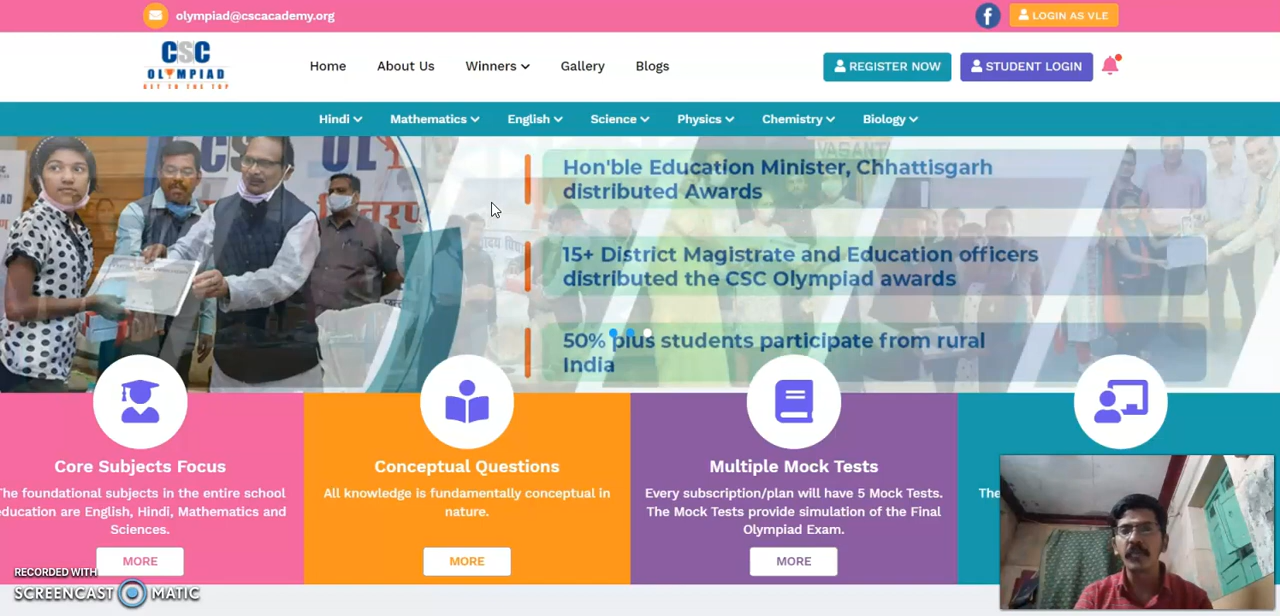 olympiad@cscacademy.org
LOGIN AS VLE
CSC
OLYMPIAD
GET TO THE TOP
Home
About Us
Winners
Gallery
Blogs
REGISTER NOW
STUDENT LOGIN
Hindi
Mathematics
English
Science
Physics
Chemistry
Biology
Hon'ble Education Minister, Chhattisgarh
distributed Awards
15+ District Magistrate and Education officers
distributed the CSC Olympiad awards
50% plus students participate from rural
India
Core Subjects Focus
The foundational subjects in the entire school
education are English, Hindi, Mathematics and
Sciences.
MORE
Conceptual Questions
All knowledge is fundamentally conceptual in
nature.
MORE
Multiple Mock Tests
Every subscription/plan will have 5 Mock Tests.
The Mock Tests provide simulation of the Final
Olympiad Exam.
MORE
The
RECORDED WITH
SCREENCAST MATIC